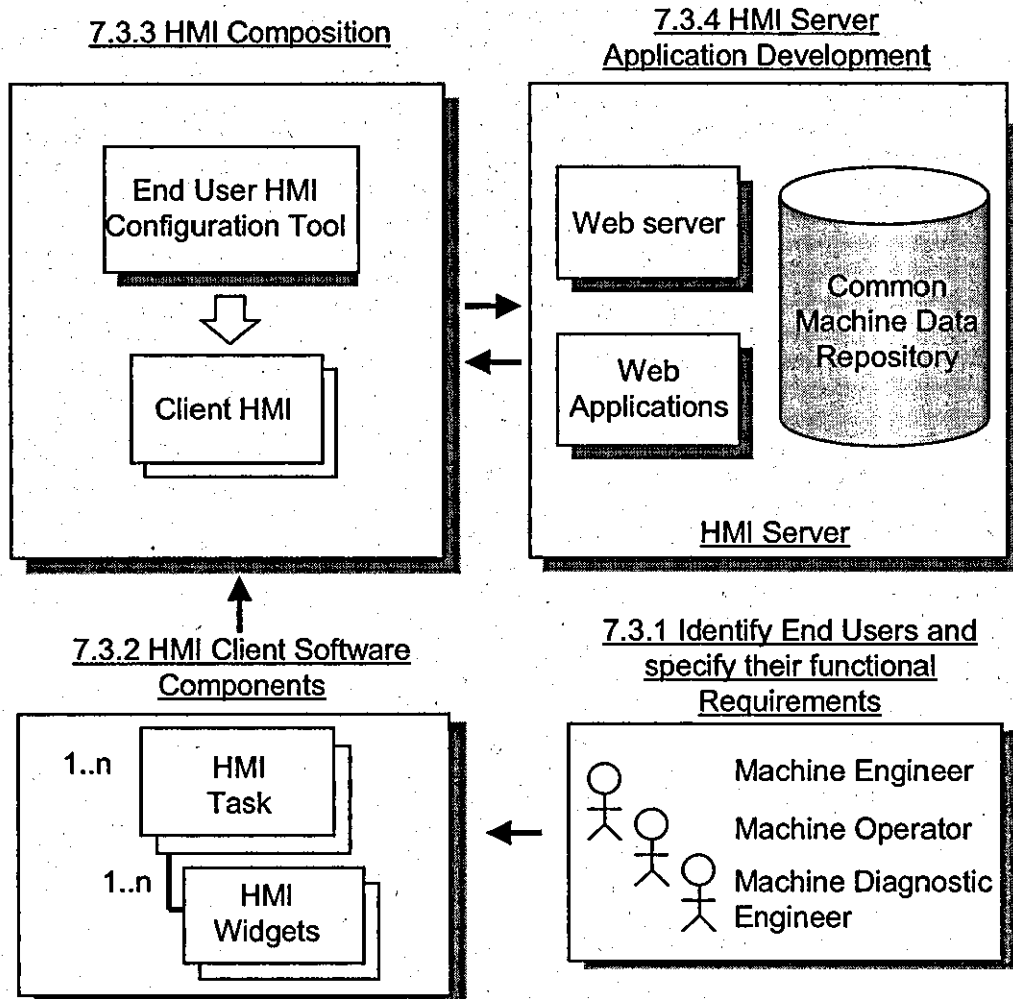 7.3.3 HMI Composition
End User HMI
Configuration Tool
Client HMI
7.3.4 HMI Server
Application Development
Web server
Web
Applications
Common
Machine Data
Repository
HMI Server
7.3.2 HMI Client Software
Components
1..n
HMI
Task
1..n
HMI
Widgets
7.3.1 Identify End Users and
specify their functional
Requirements
Machine Engineer
Machine Operator
Machine Diagnostic
Engineer